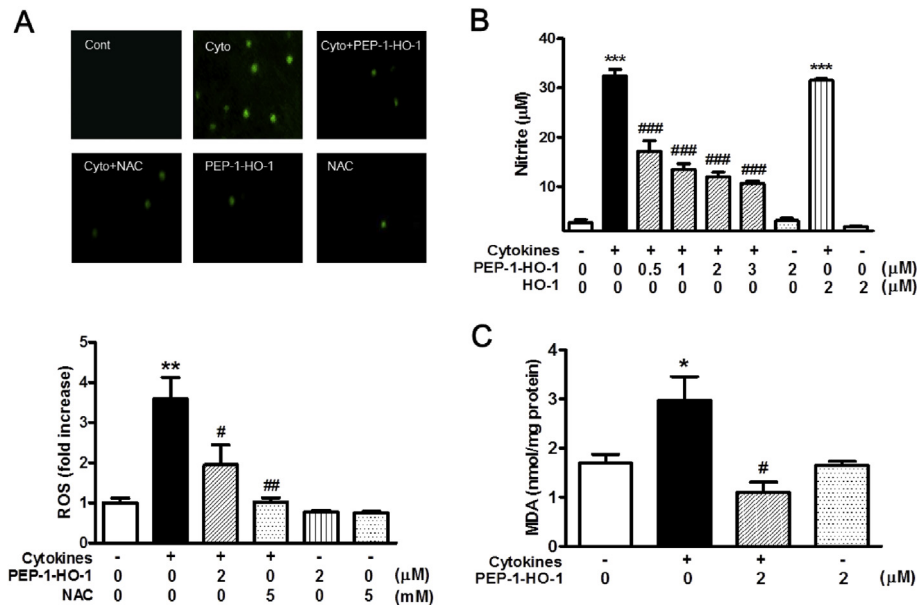 A
Cont
Cyto
Cyto+PEP-1-HO-1
Cyto+NAC
PEP-1-HO-1
NAC
ROS (fold increase)
5
4
3
2
1
0
**
#
##
Cytokines - + + + - -
PEP-1-HO-1 0 0 2 0 2 0 (μM)
NAC 0 0 0 5 0 5 (mM)
B
Nitrite (μM)
40
30
20
10
***
###
###
###
###
***
Cytokines - + + + + + - + -
PEP-1-HO-1 0 0 0.5 1 2 3 2 0 0 (μM)
HO-1 0 0 0 0 0 0 0 2 2 (μM)
C
MDA (nmol/mg protein)
4
3
2
1
0
*
#
Cytokines - + + -
PEP-1-HO-1 0 0 2 2 (μM)